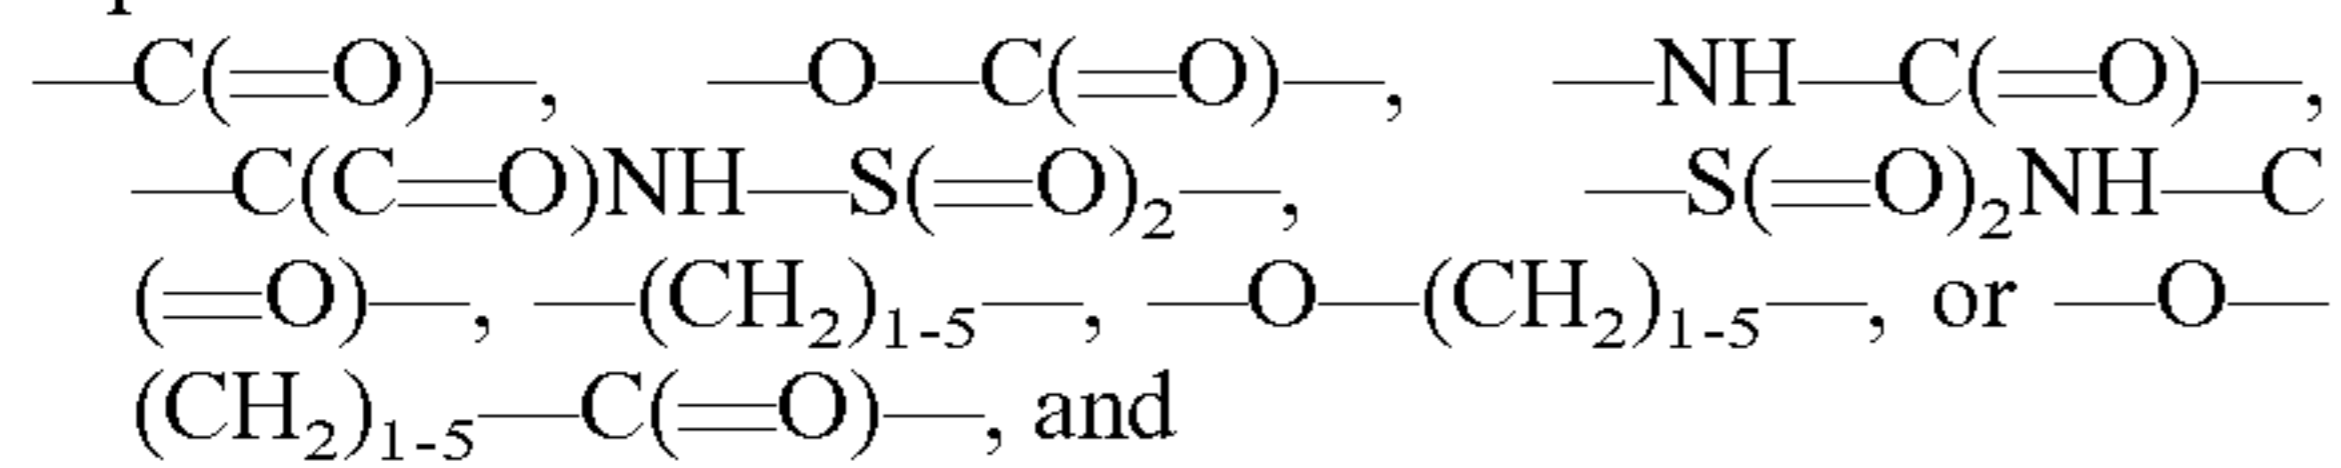 —C(═O)—, —O—C(═O)—, —NH—C(═O)—,
—C(C═O)NH—S(═O)₂—, —S(═O)₂NH—C
(═O)—, —(CH₂)₁₋₅—, —O—(CH₂)₁₋₅—, or —O—
(CH₂)₁₋₅—C(═O)—, and